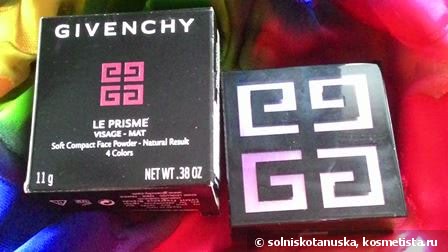 GIVENCHY
LE PRISME
VISAGE - MAT
Soft Compact Face Powder - Natural Result
4 Colors
11 g NET WT. .38 OZ
© solniskotanuska, kosmetista.ru